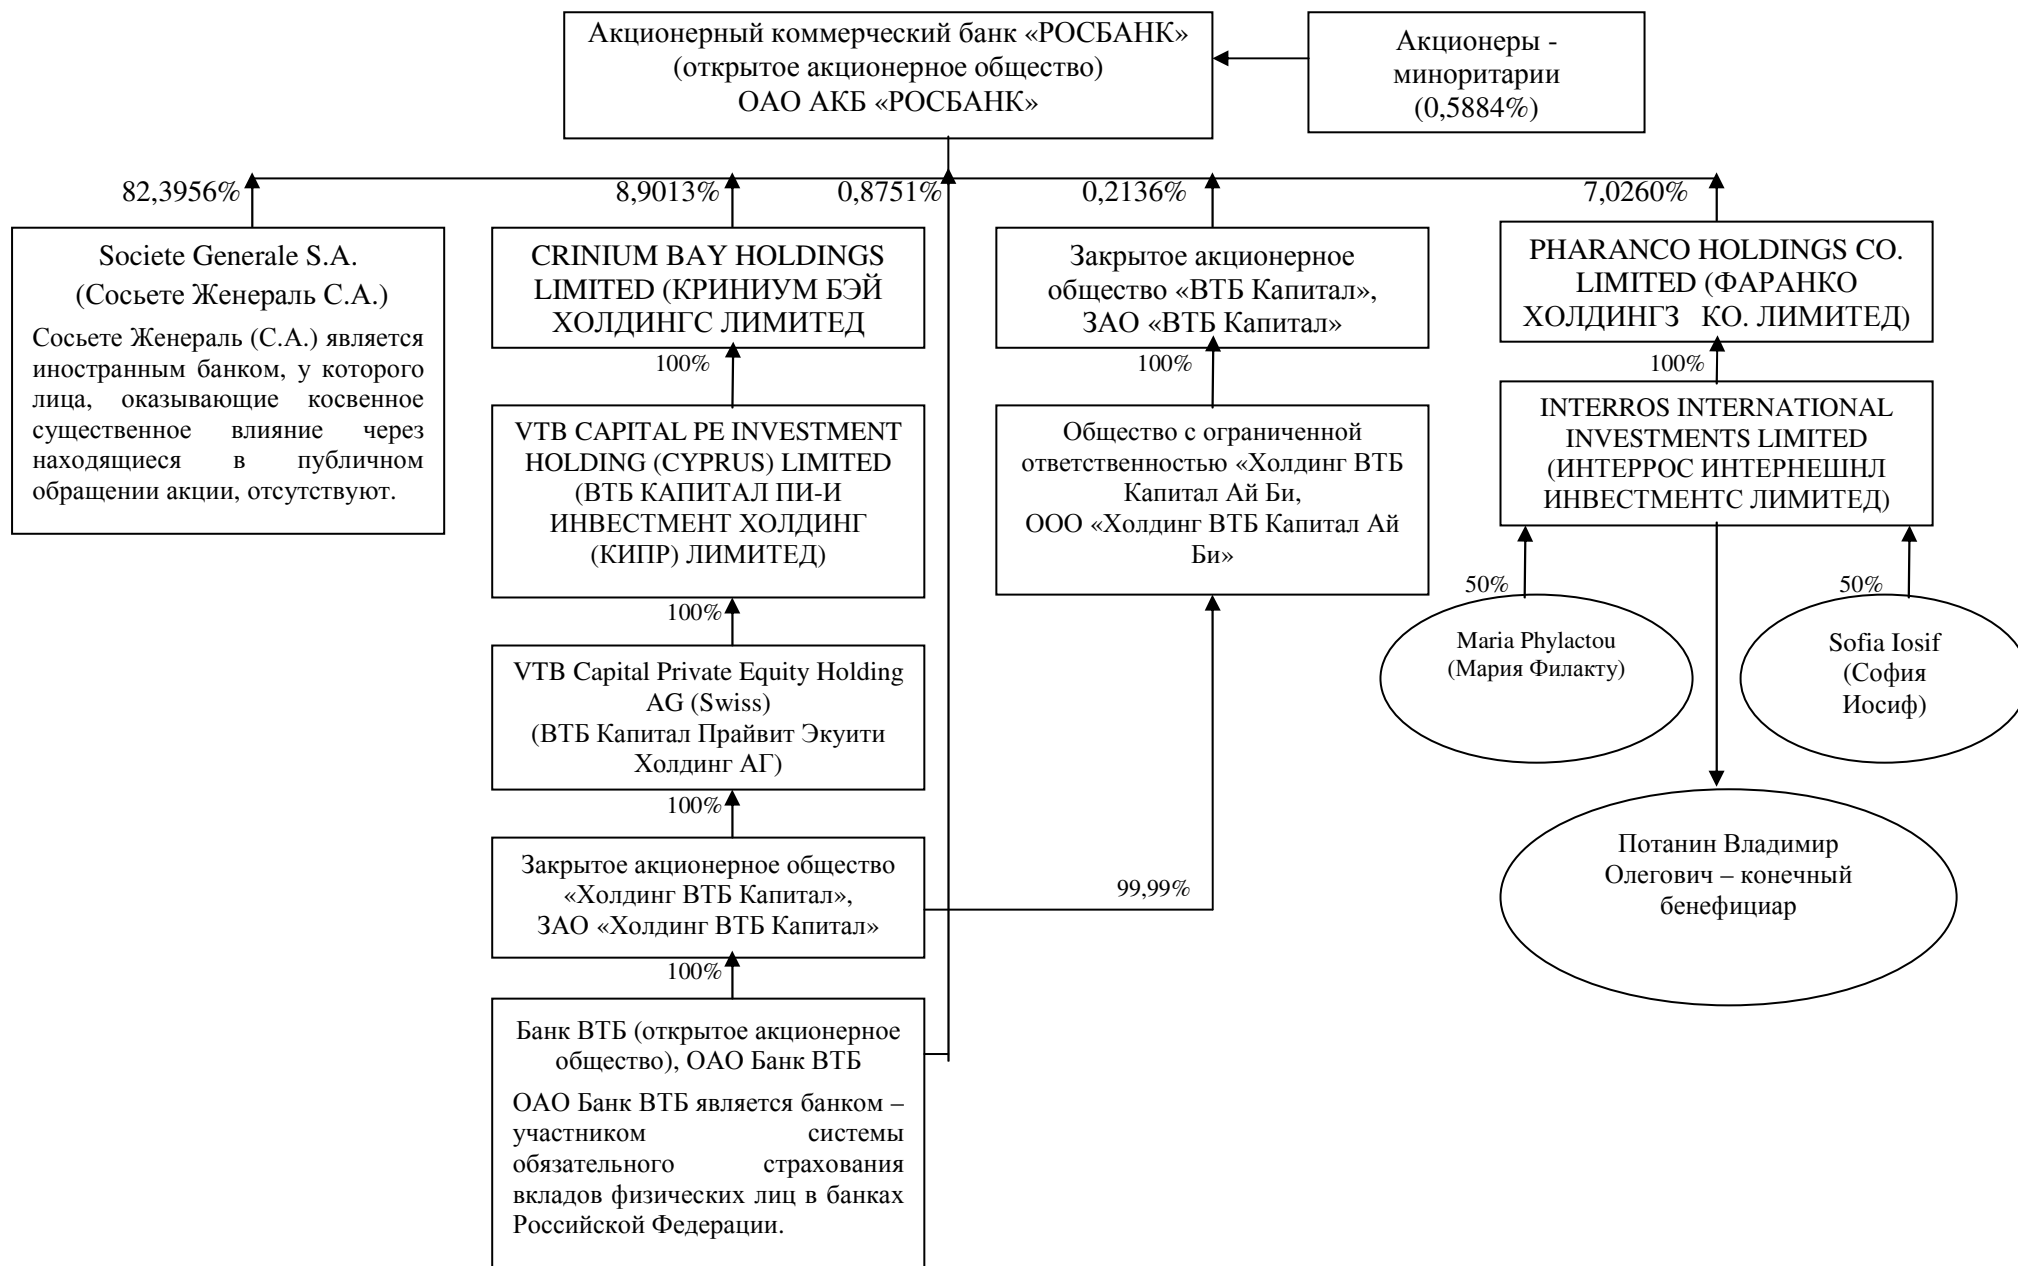 Акционерный коммерческий банк «РОСБАНК»
(открытое акционерное общество)
ОАО АКБ «РОСБАНК»
Акционеры -
миноритарии
(0,5884%)
82,3956%
8,9013%
0,8751%
0,2136%
7,0260%
Societe Generale S.A.
(Сосьете Женераль С.А.)
Сосьете Женераль (С.А.) является
иностранным банком, у которого
лица, оказывающие косвенное
существенное влияние через
находящиеся в публичном
обращении акции, отсутствуют.
CRINIUM BAY HOLDINGS
LIMITED (КРИНИУМ БЭЙ
ХОЛДИНГС ЛИМИТЕД
100%
VTB CAPITAL PE INVESTMENT
HOLDING (CYPRUS) LIMITED
(ВТБ КАПИТАЛ ПИ-И
ИНВЕСТМЕНТ ХОЛДИНГ
(КИПР) ЛИМИТЕД)
100%
VTB Capital Private Equity Holding
AG (Swiss)
(ВТБ Капитал Прайвит Экуити
Холдинг АГ)
100%
Закрытое акционерное общество
«Холдинг ВТБ Капитал»,
ЗАО «Холдинг ВТБ Капитал»
100%
Банк ВТБ (открытое акционерное
общество), ОАО Банк ВТБ
ОАО Банк ВТБ является банком –
участником системы
обязательного страхования
вкладов физических лиц в банках
Российской Федерации.
Закрытое акционерное
общество «ВТБ Капитал»,
ЗАО «ВТБ Капитал»
100%
Общество с ограниченной
ответственностью «Холдинг ВТБ
Капитал Ай Би,
ООО «Холдинг ВТБ Капитал Ай
Би»
99,99%
PHARANCO HOLDINGS CO.
LIMITED (ФАРАНКО
ХОЛДИНГЗ КО. ЛИМИТЕД)
100%
INTERROS INTERNATIONAL
INVESTMENTS LIMITED
(ИНТЕРРОС ИНТЕРНЕШНЛ
ИНВЕСТМЕНТС ЛИМИТЕД)
50%
50%
Maria Phylactou
(Мария Филакту)
Sofia Iosif
(София
Иосиф)
Потанин Владимир
Олегович – конечный
бенефициар